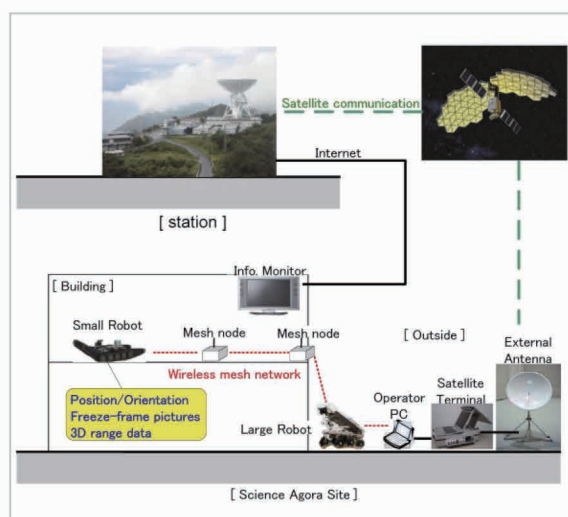 Satellite communication
Internet
[ station ]
Info. Monitor
[ Building ]
Small Robot
Mesh node
Mesh node
[ Outside ]
External
Antenna
Wireless mesh network
Position/Orientation
Freeze-frame pictures
3D range data
Satellite
Terminal
Operator
PC
Large Robot
[ Science Agora Site ]